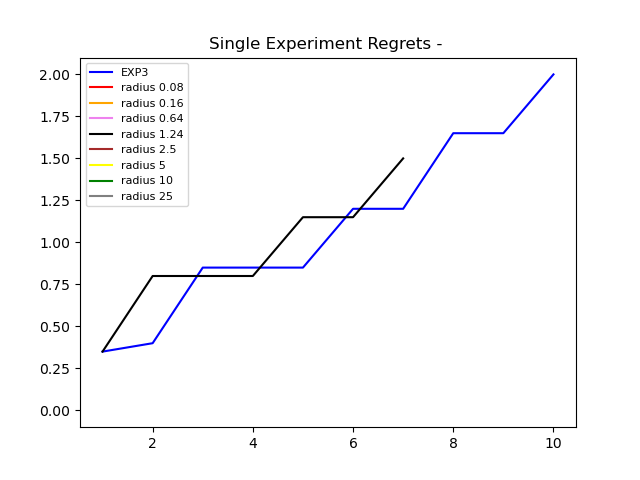 Single Experiment Regrets -
EXP3
radius 0.08
radius 0.16
radius 0.64
radius 1.24
radius 2.5
radius 5
radius 10
radius 25
2.00
1.75
1.50
1.25
1.00
0.75
0.50
0.25
0.00
2 4 6 8 10